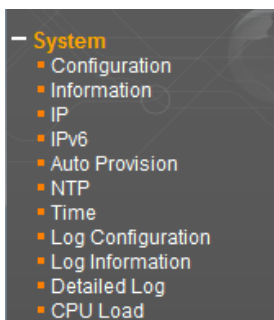 System
Configuration
Information
IP
IPv6
Auto Provision
NTP
Time
Log Configuration
Log Information
Detailed Log
CPU Load